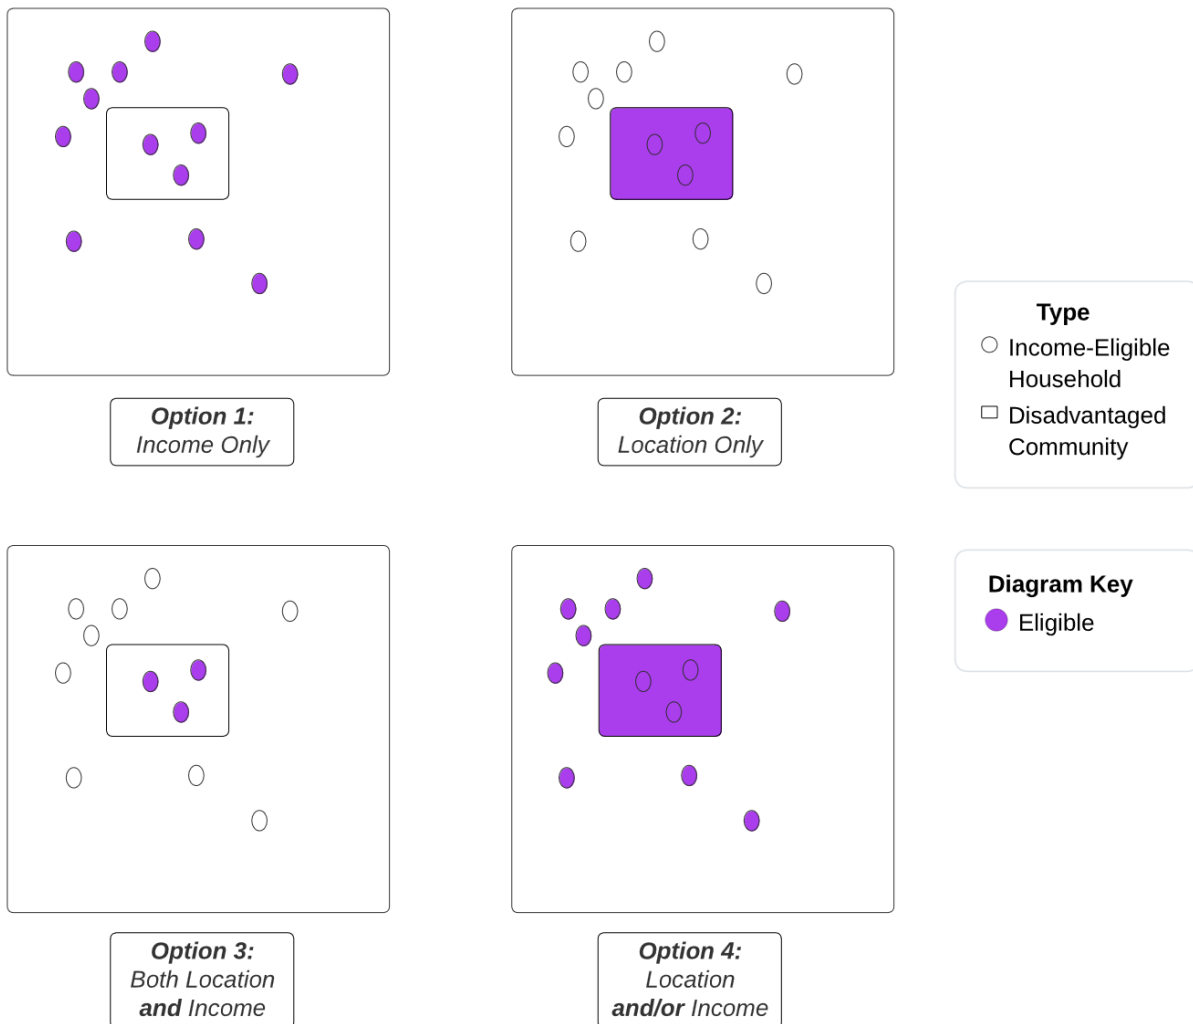 Option 1:
Income Only
Option 2:
Location Only
Type
Income-Eligible
Household
Disadvantaged
Community
Diagram Key
Eligible
Option 3:
Both Location
and Income
Option 4:
Location
and/or Income